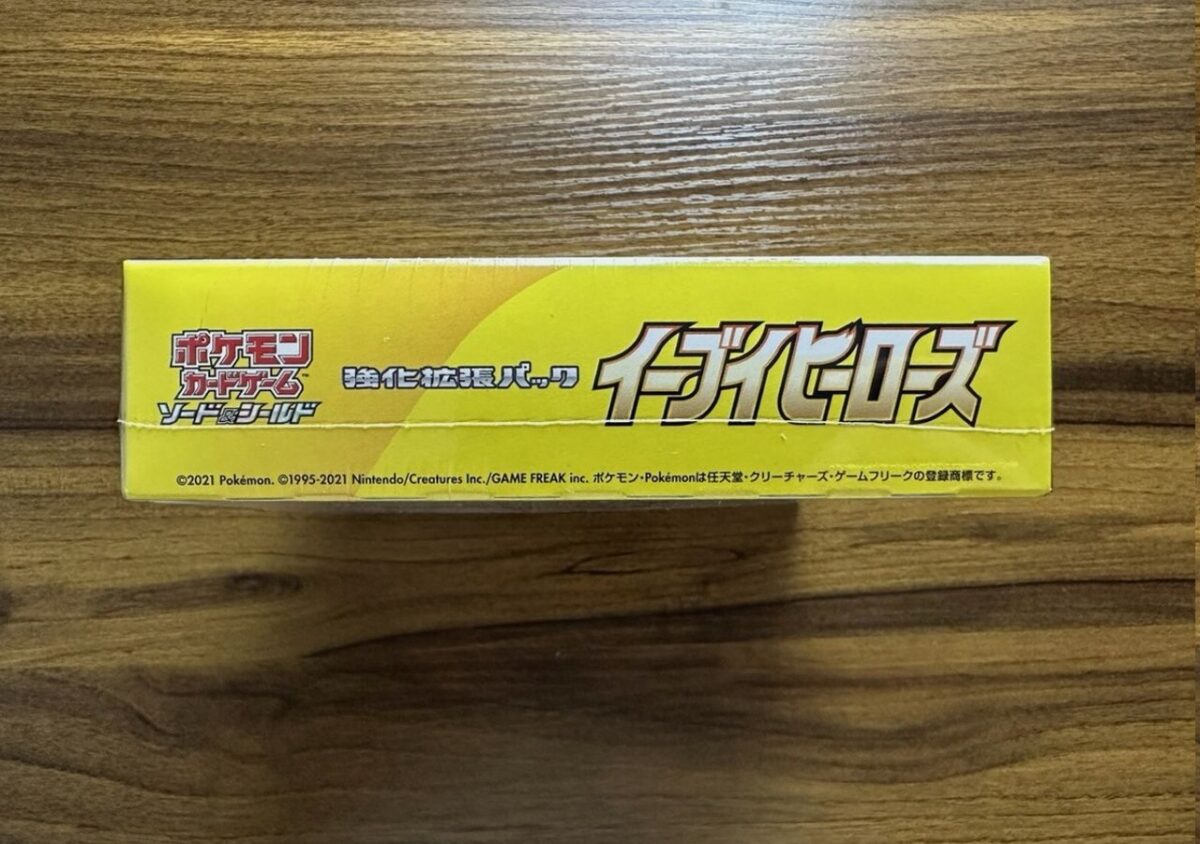 ポケモン
カードゲーム™
ソード&シールド
強化拡張パック
イーブイヒーローズ
©2021 Pokémon. ©1995-2021 Nintendo/Creatures Inc./GAME FREAK inc. ポケモン・Pokémonは任天堂・クリーチャーズ・ゲームフリークの登録商標です。